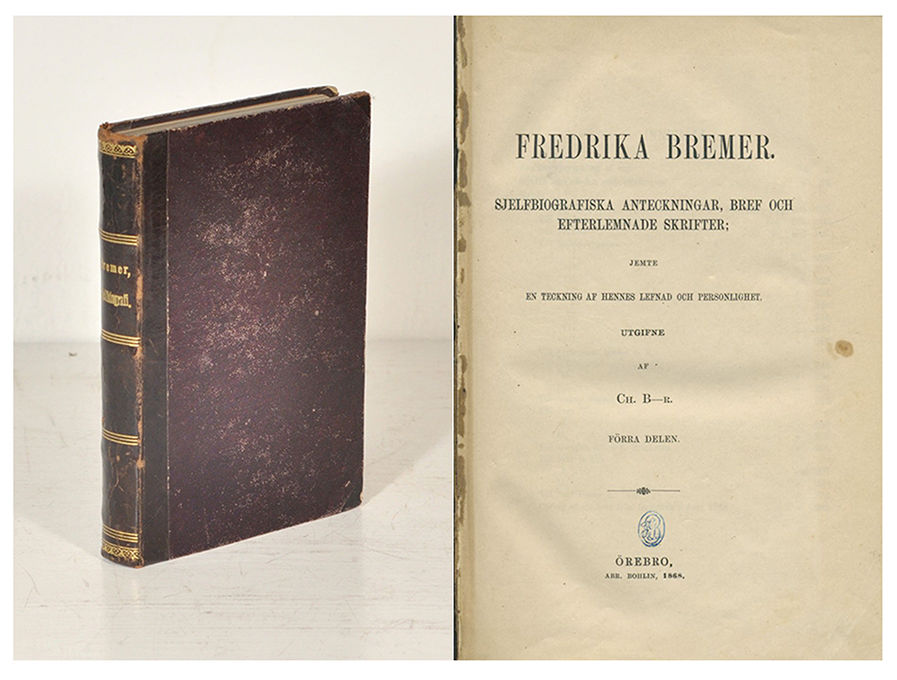 remer,
FREDRIKA BREMER.
SJELFBIOGRAFISKA ANTECKNINGAR, BREF OCH
EFTERLEMNADE SKRIFTER;
JEMTE
EN TECKNING AF HENNES LEFNAD OCH PERSONLIGHET.
UTGIFNE
AF
CH. B—R.
FÖRRA DELEN.
ÖREBRO,
ABR. BOHLIN, 1868.